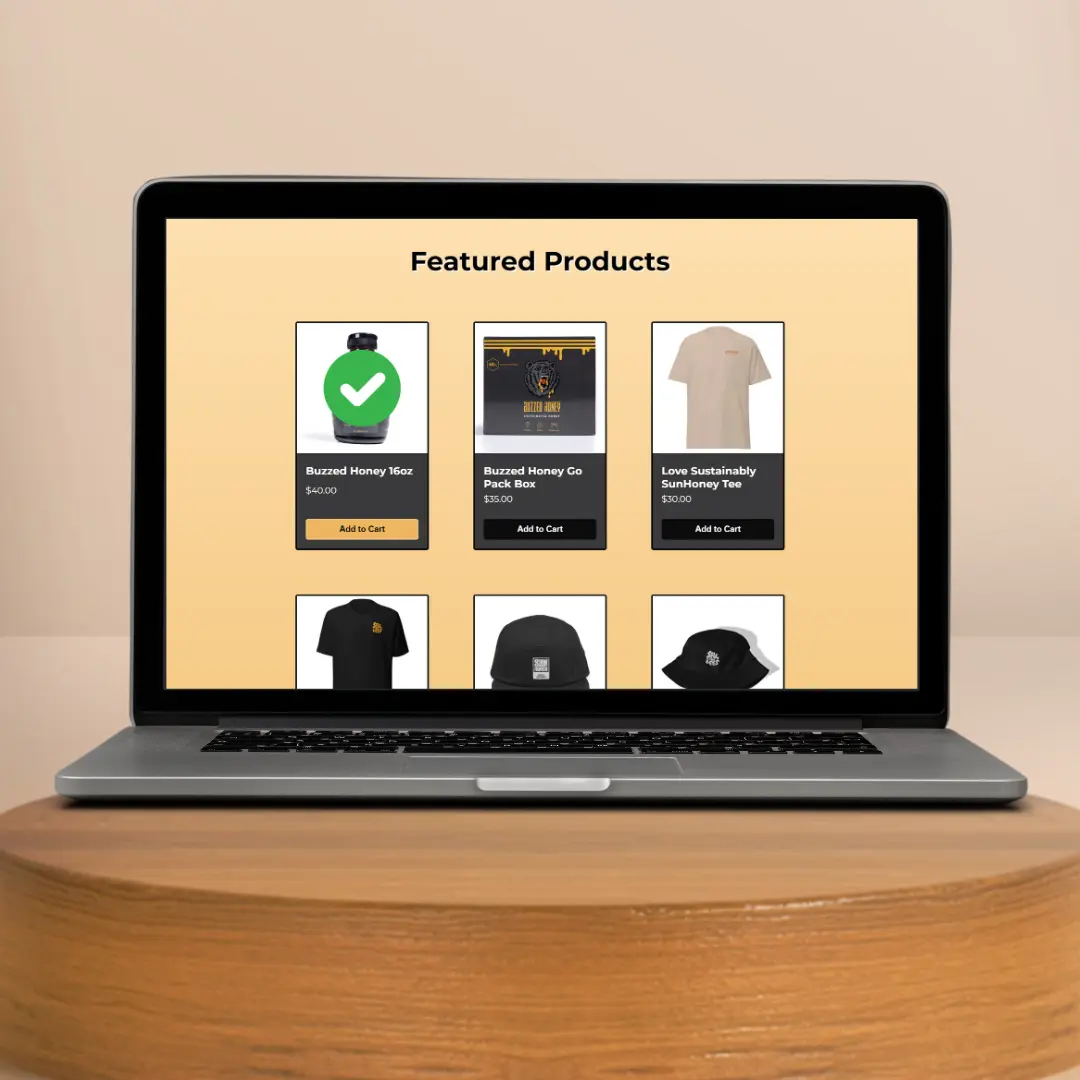 Featured Products
Buzzed Honey 16oz
$40.00
Add to Cart
BUZZED HONEY
Buzzed Honey Go
Pack Box
$35.00
Add to Cart
Love Sustainably
SunHoney Tee
$30.00
Add to Cart